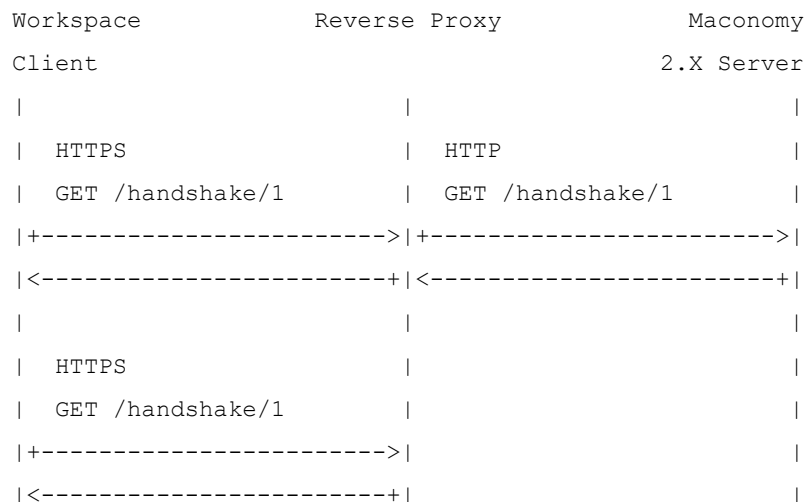 Workspace            Reverse Proxy             Maconomy
Client                                       2.X Server
|                          |                          |
|  HTTPS                   |  HTTP                    |
|  GET /handshake/1        |  GET /handshake/1        |
|+------------------------>|+------------------------>|
|<------------------------+|<------------------------+|
|                          |                          |
|  HTTPS                   |                          |
|  GET /handshake/1        |                          |
|+------------------------>|                          |
|<------------------------+|                          |